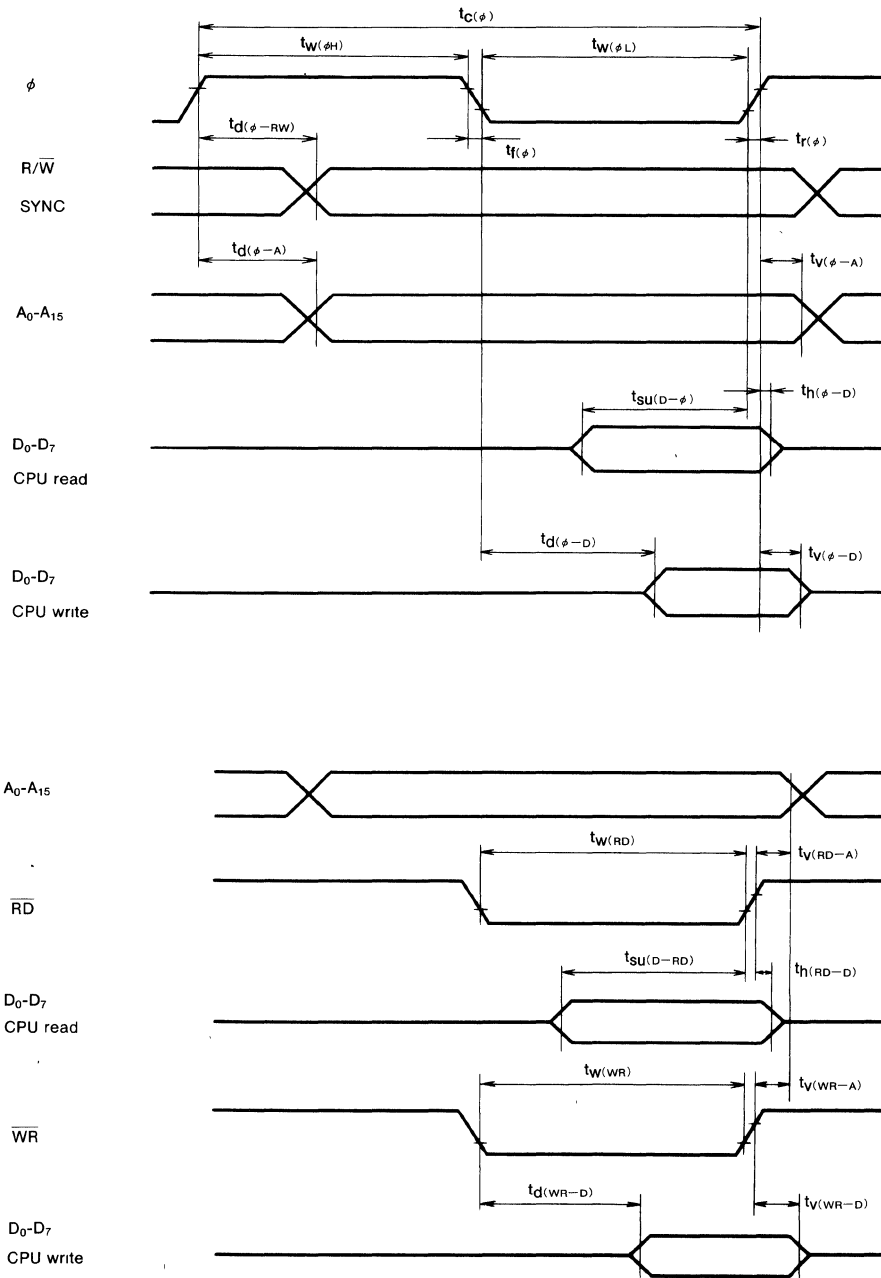 tc(φ)
tw(φH)
tw(φL)
φ
td(φ−RW)
tf(φ)
tr(φ)
R/W̅
SYNC
td(φ−A)
tv(φ−A)
A₀-A₁₅
tsu(D−φ)
th(φ−D)
D₀-D₇
CPU read
td(φ−D)
tv(φ−D)
D₀-D₇
CPU write
A₀-A₁₅
tw(RD)
tv(RD−A)
R̅D̅
tsu(D−RD)
th(RD−D)
D₀-D₇
CPU read
tw(WR)
tv(WR−A)
W̅R̅
td(WR−D)
tv(WR−D)
D₀-D₇
CPU write